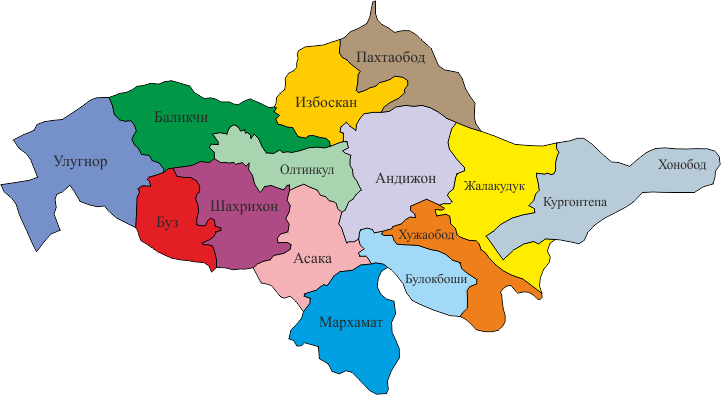 Пахтаобод
Избоскан
Баликчи
Улугнор
Олтинкул
Андижон
Жалакудук
Хонобод
Кургонтепа
Шахрихон
Буз
Хужаобод
Асака
Булокбоши
Мархамат